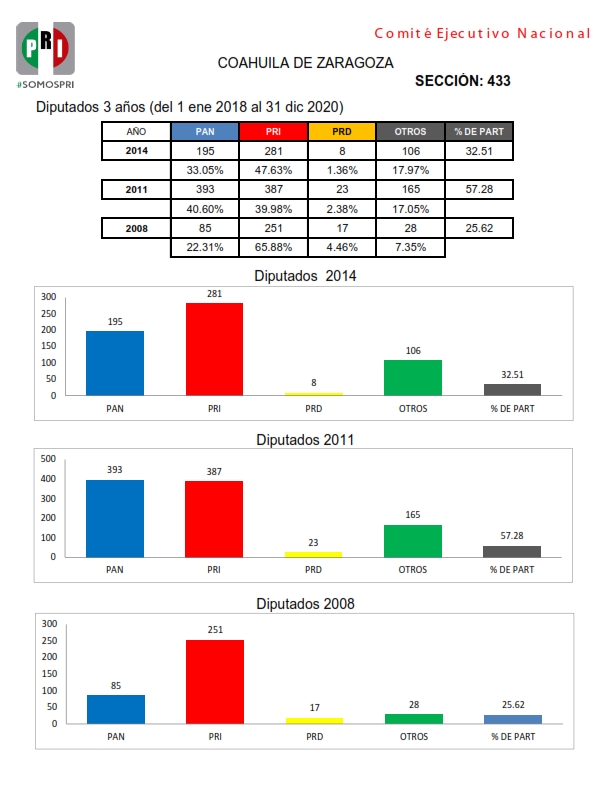 Comité Ejecutivo Nacional
PRI
#SOMOSPRI
COAHUILA DE ZARAGOZA
SECCIÓN: 433
Diputados 3 años (del 1 ene 2018 al 31 dic 2020)
AÑO PAN PRI PRD OTROS % DE PART
2014 195 281 8 106 32.51
33.05% 47.63% 1.36% 17.97%
2011 393 387 23 165 57.28
40.60% 39.98% 2.38% 17.05%
2008 85 251 17 28 25.62
22.31% 65.88% 4.46% 7.35%
Diputados 2014
300
250
200
150
100
50
0
195 281 8 106 32.51
PAN PRI PRD OTROS % DE PART
Diputados 2011
500
400
300
200
100
0
393 387 23 165 57.28
PAN PRI PRD OTROS % DE PART
Diputados 2008
300
250
200
150
100
50
0
85 251 17 28 25.62
PAN PRI PRD OTROS % DE PART